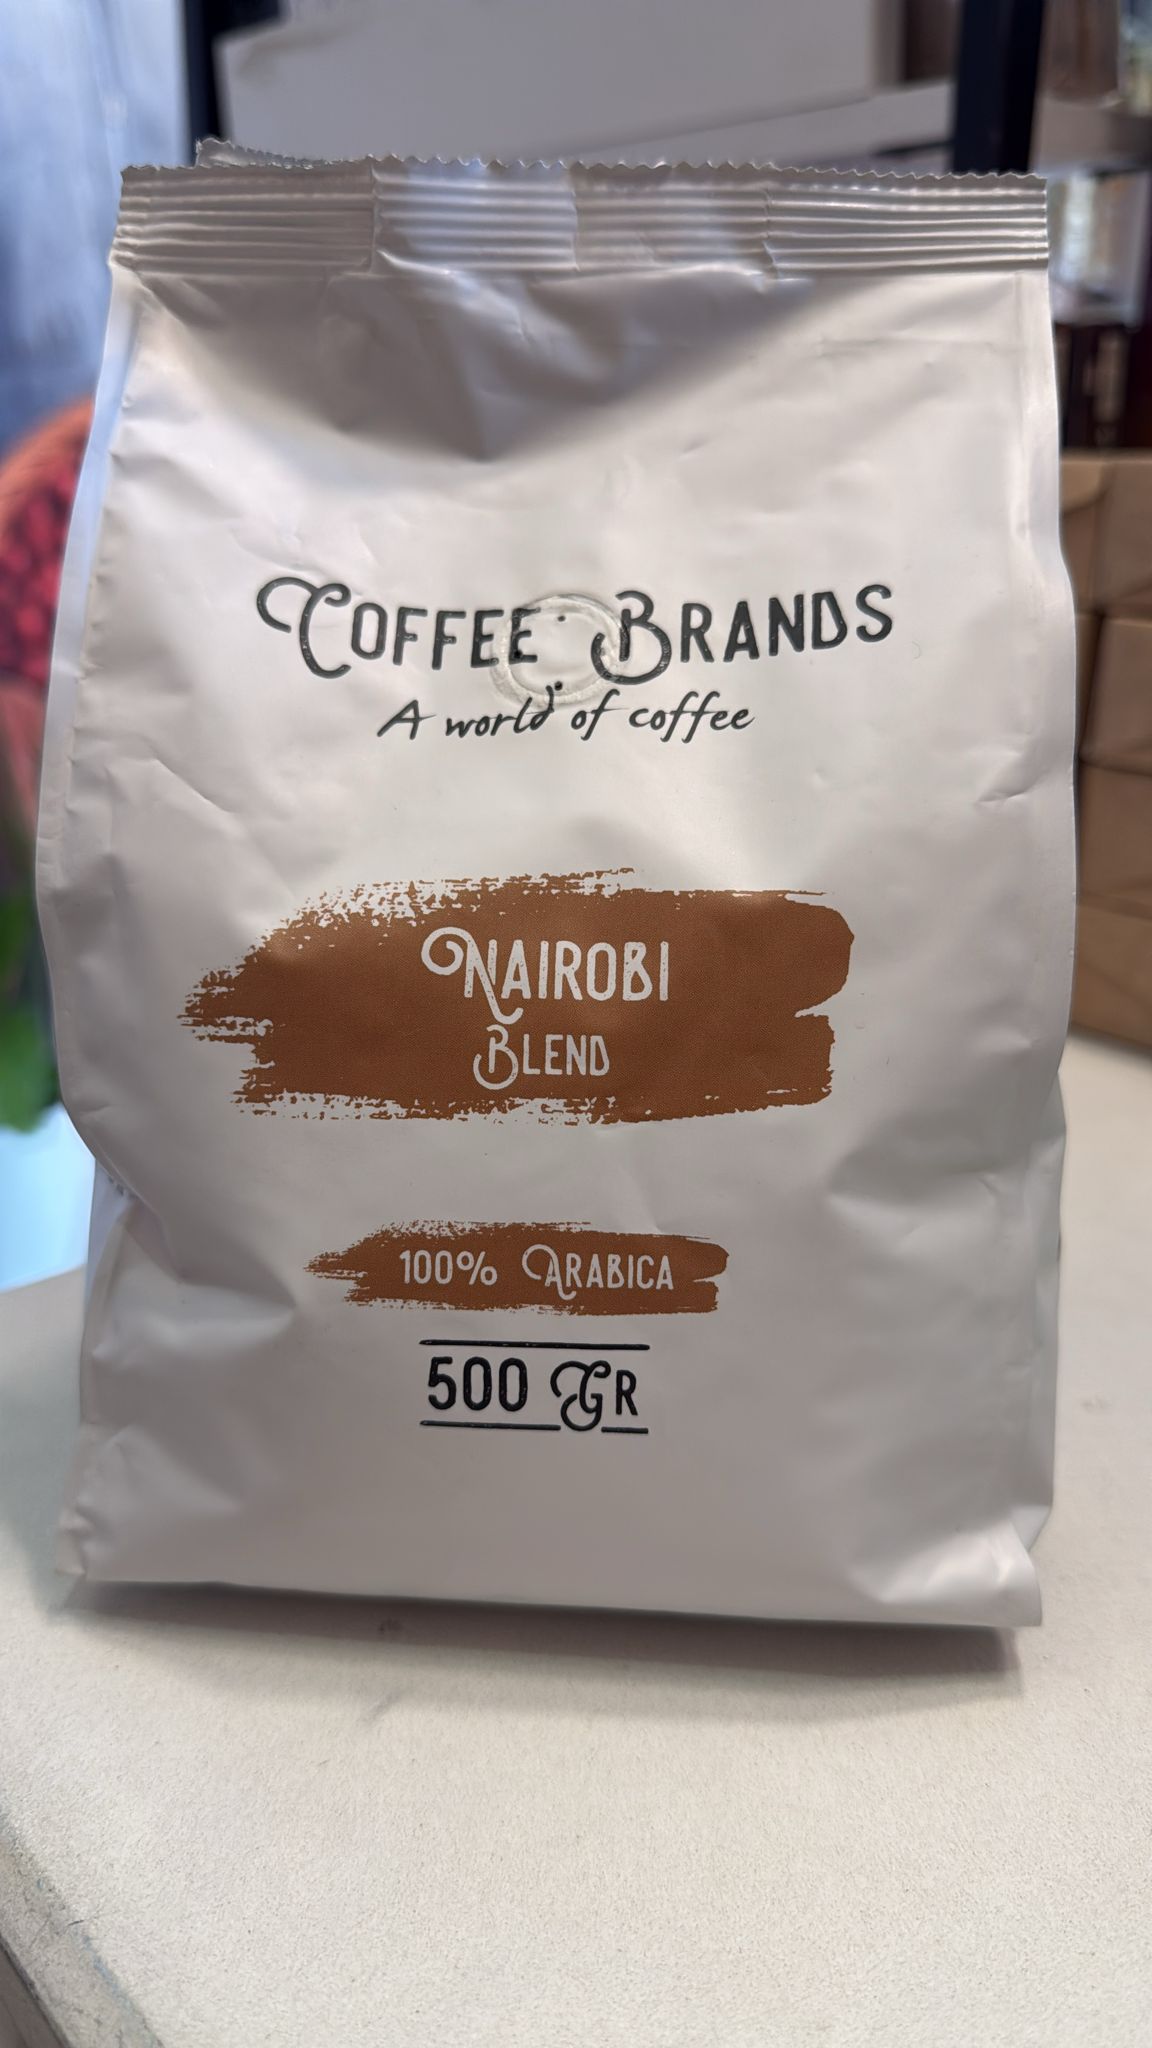 COFFEE BRANDS
A world of coffee
NAIROBI
BLEND
100% ARABICA
500 GR